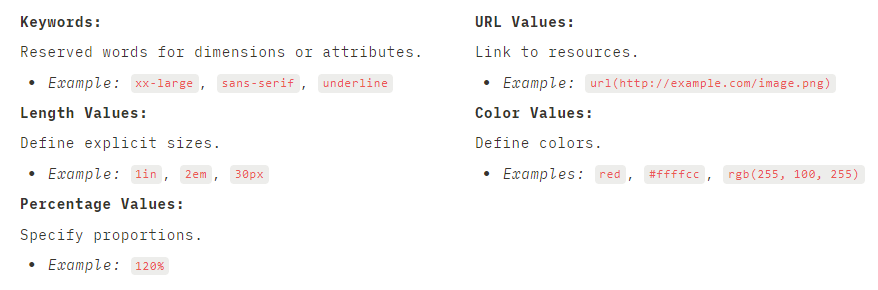 Keywords:
Reserved words for dimensions or attributes.
• Example: xx-large, sans-serif, underline
Length Values:
Define explicit sizes.
• Example: 1in, 2em, 30px
Percentage Values:
Specify proportions.
• Example: 120%
URL Values:
Link to resources.
• Example: url(http://example.com/image.png)
Color Values:
Define colors.
• Examples: red, #ffffcc, rgb(255, 100, 255)